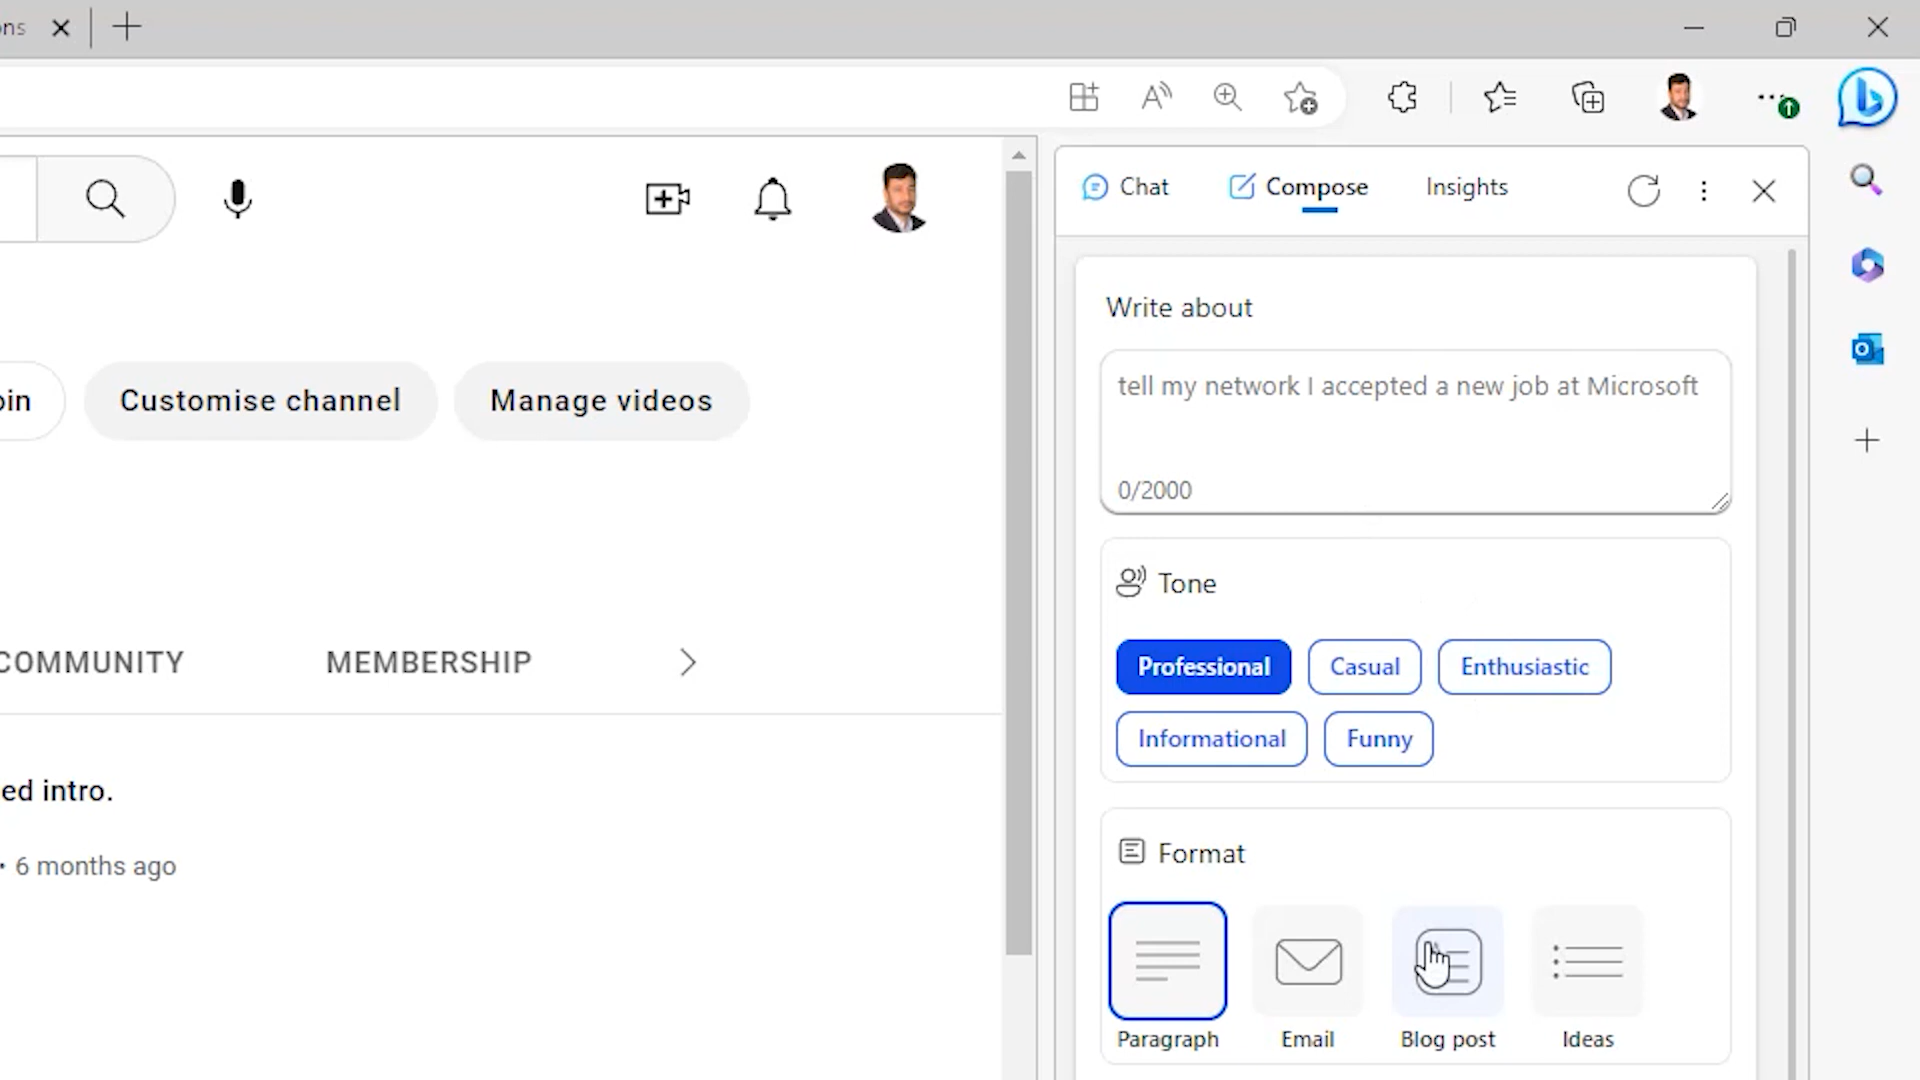 ons
Chat
Compose
Insights
Write about
tell my network I accepted a new job at Microsoft
0/2000
oin
Customise channel
Manage videos
Tone
Professional
Casual
Enthusiastic
Informational
Funny
COMMUNITY
MEMBERSHIP
ed intro.
• 6 months ago
Format
Paragraph
Email
Blog post
Ideas